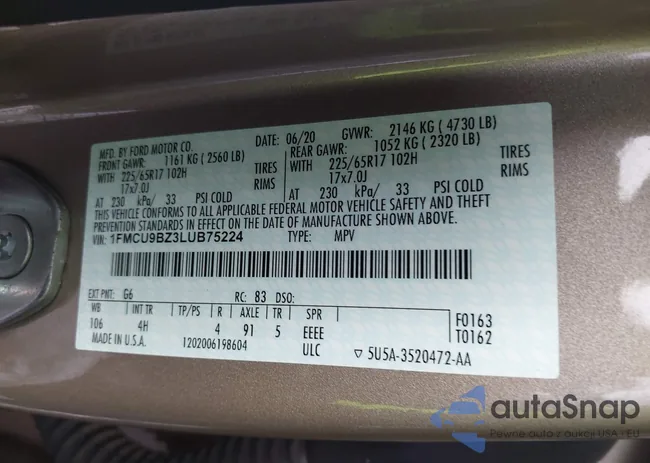 MFD. BY FORD MOTOR CO.
DATE: 06/20 GVWR: 2146 KG ( 4730 LB)
FRONT GAWR: 1161 KG ( 2560 LB) REAR GAWR: 1052 KG ( 2320 LB)
WITH 225/65R17 102H TIRES WITH 225/65R17 102H TIRES
17x7.0J RIMS 17x7.0J RIMS
AT 230 kPa/ 33 PSI COLD AT 230 kPa/ 33 PSI COLD
THIS VEHICLE CONFORMS TO ALL APPLICABLE FEDERAL MOTOR VEHICLE SAFETY AND THEFT
PREVENTION STANDARDS IN EFFECT ON THE DATE OF MANUFACTURE SHOWN ABOVE.
VIN: 1FMCU9BZ3LUB75224 TYPE: MPV
EXT PNT: G6 RC: 83 DSO:
WB INT TR TP/PS R AXLE TR SPR F0163
106 4H 4 91 5 EEEE T0162
MADE IN U.S.A. 1202006198604 ULC ▽ 5U5A-3520472-AA
autaSnap
Pewne auto z aukcji USA i EU